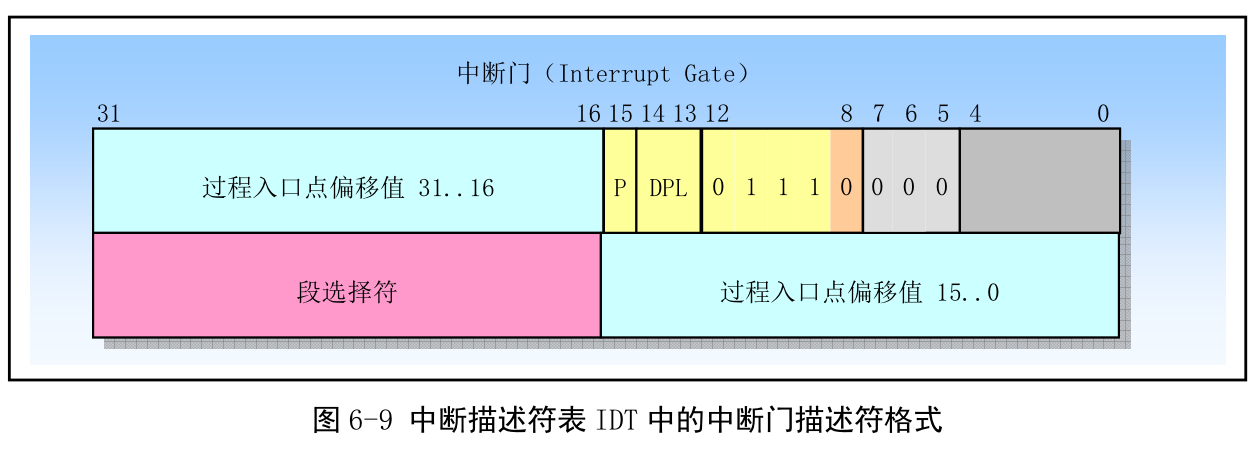 中断门（Interrupt Gate）
31 16 15 14 13 12 8 7 6 5 4 0
过程入口点偏移值 31..16 P DPL 0 1 1 1 0 0 0 0
段选择符 过程入口点偏移值 15..0
图 6-9 中断描述符表 IDT 中的中断门描述符格式